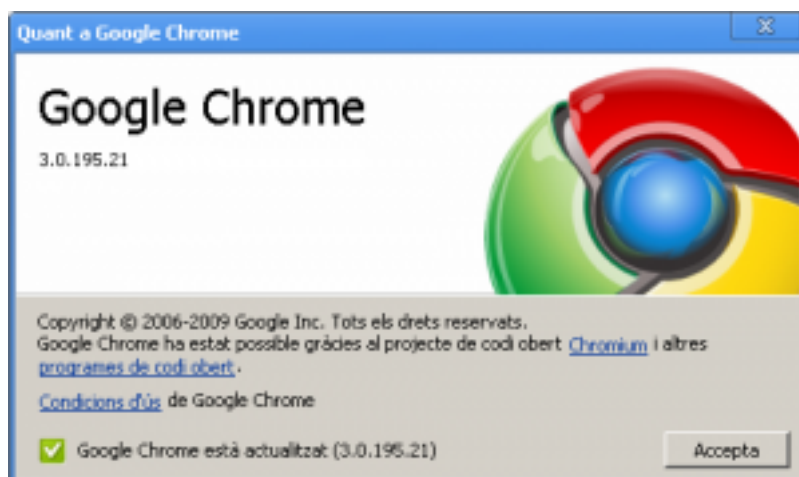 Quant a Google Chrome
Google Chrome
3.0.195.21
Copyright © 2006-2009 Google Inc. Tots els drets reservats.
Google Chrome ha estat possible gràcies al projecte de codi obert Chromium i altres
programes de codi obert.
Condicions d'ús de Google Chrome
Google Chrome està actualitzat (3.0.195.21)
Accepta